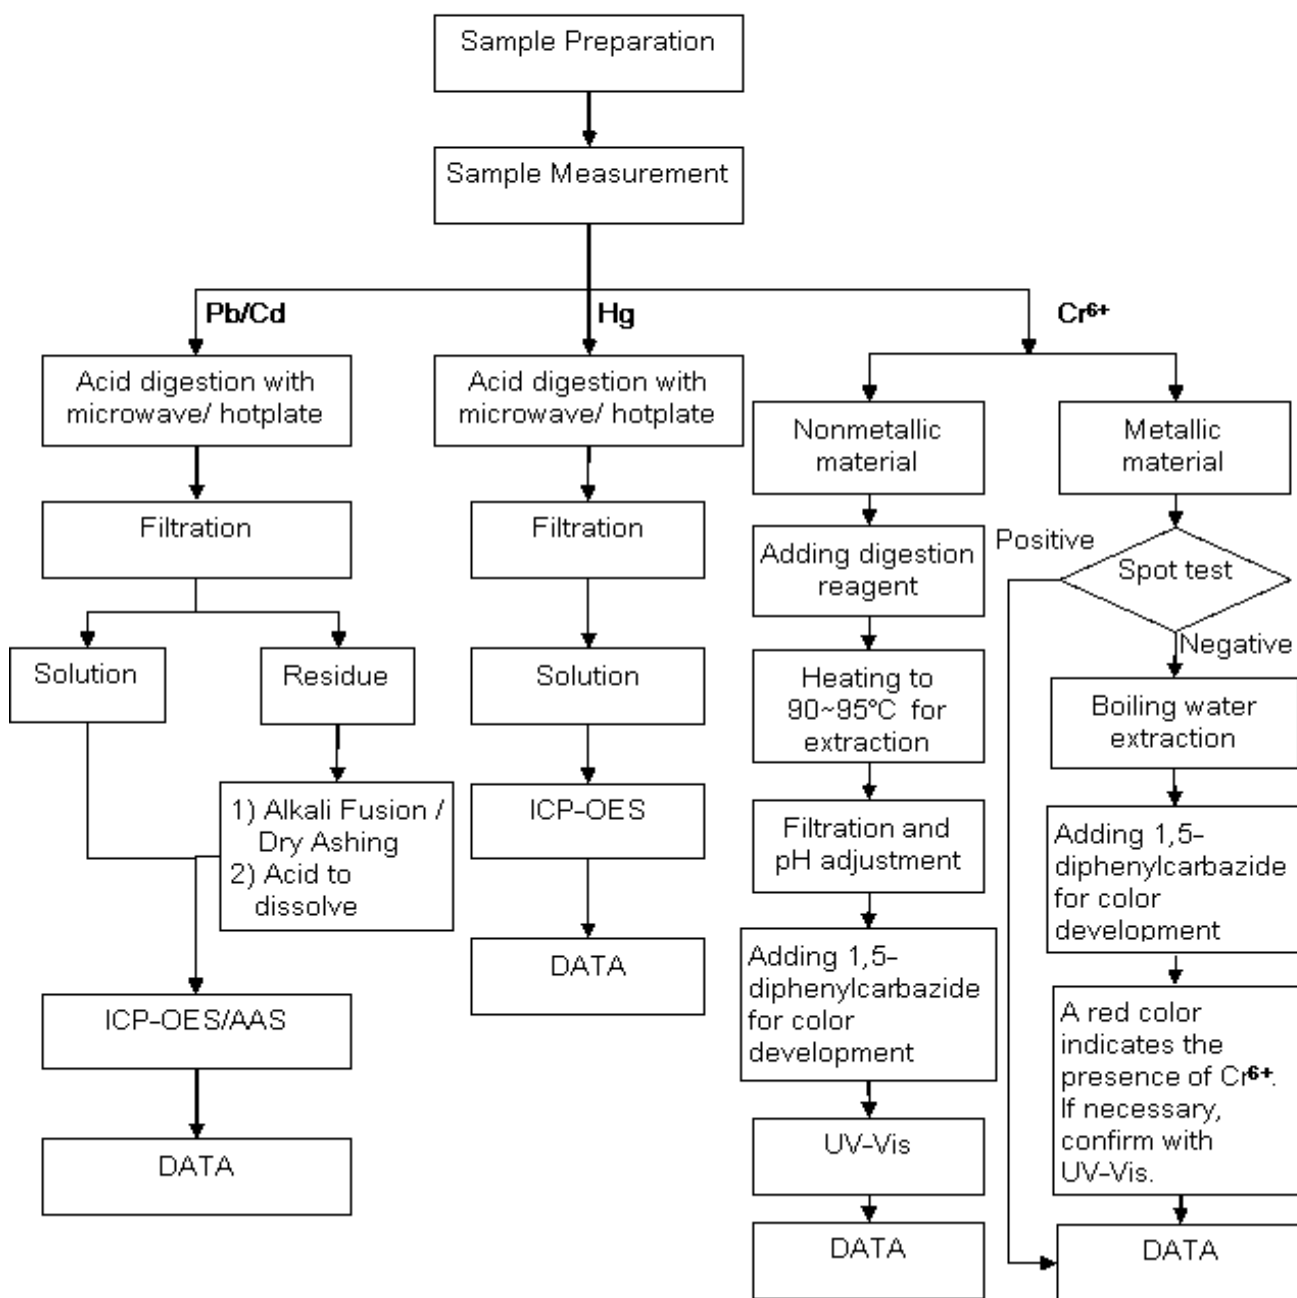 Sample Preparation
Sample Measurement
Pb/Cd
Hg
Cr⁶⁺
Acid digestion with
microwave/ hotplate
Filtration
Solution
Residue
1) Alkali Fusion /
Dry Ashing
2) Acid to
dissolve
ICP-OES/AAS
DATA
Acid digestion with
microwave/ hotplate
Filtration
Solution
ICP-OES
DATA
Nonmetallic
material
Adding digestion
reagent
Heating to
90~95°C for
extraction
Filtration and
pH adjustment
Adding 1,5-
diphenylcarbazide
for color
development
UV-Vis
DATA
Metallic
material
Spot test
Positive
Negative
Boiling water
extraction
Adding 1,5-
diphenylcarbazide
for color
development
A red color
indicates the
presence of Cr⁶⁺.
If necessary,
confirm with
UV-Vis.
DATA